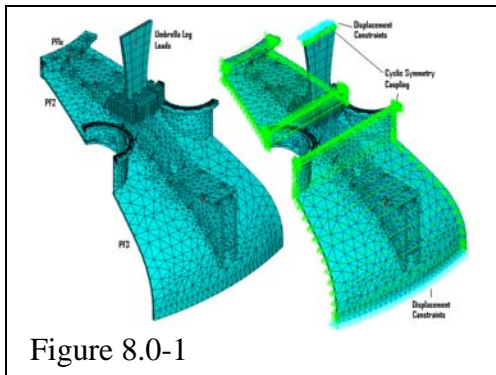 Umbrella Leg
Loads
PF2
PF3
Displacement
Constraints
Cyclic Symmetry
Coupling
Displacement
Constraints
Figure 8.0-1